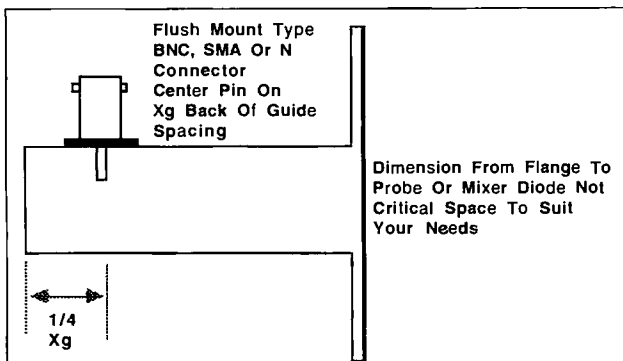 Flush Mount Type
BNC, SMA Or N
Connector
Center Pin On
Xg Back Of Guide
Spacing
Dimension From Flange To
Probe Or Mixer Diode Not
Critical Space To Suit
Your Needs
1/4
Xg